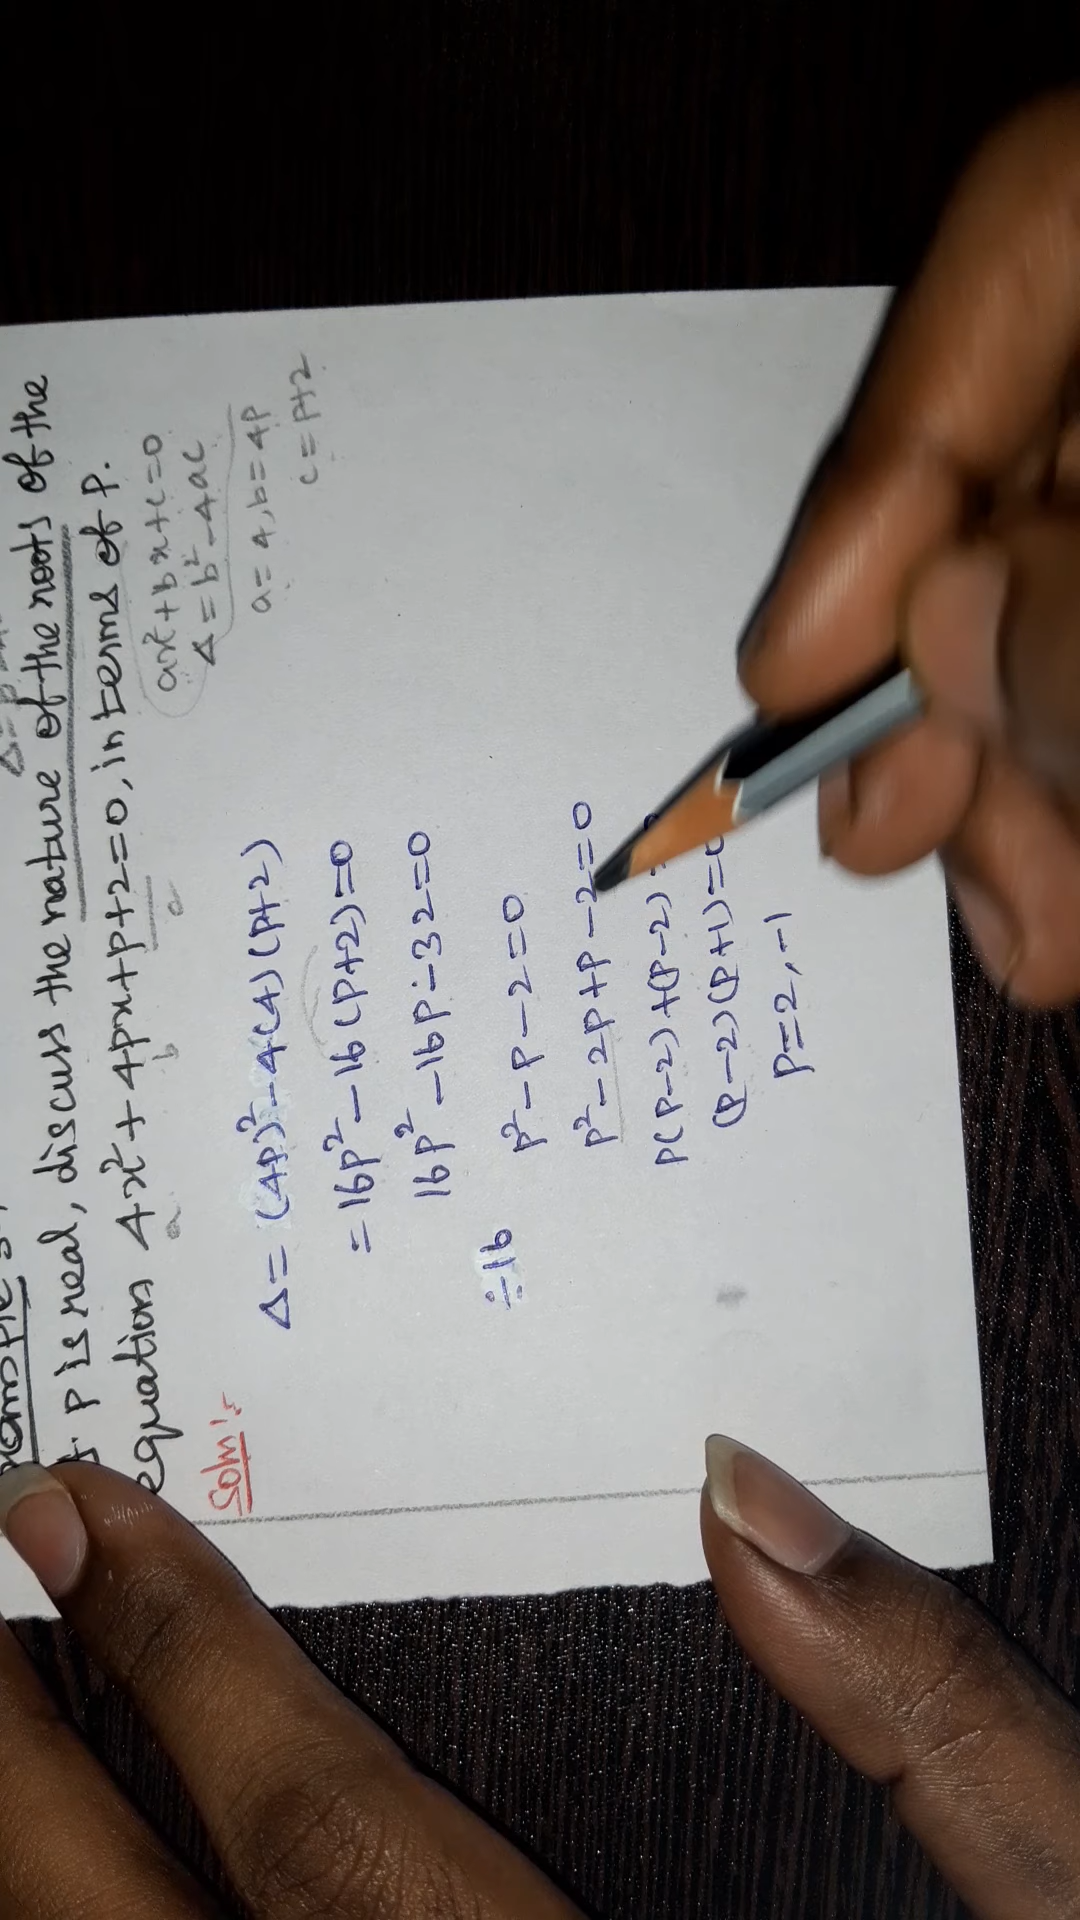 P is real, discuss the nature of the roots of the
equation 4x²+4px+p+2=0, in terms of P.
a b c
ax²+bx+c=0
Δ=b²-4ac
a=4, b=4P
c=P+2
Soln:
Δ=(4P)²-4(4)(P+2)
=16P²-16(P+2)=0
16P²-16P-32=0
÷16 P²-P-2=0
P²-2P+P-2=0
P(P-2)+(P-2)
(P-2)(P+1)=0
P=2,-1